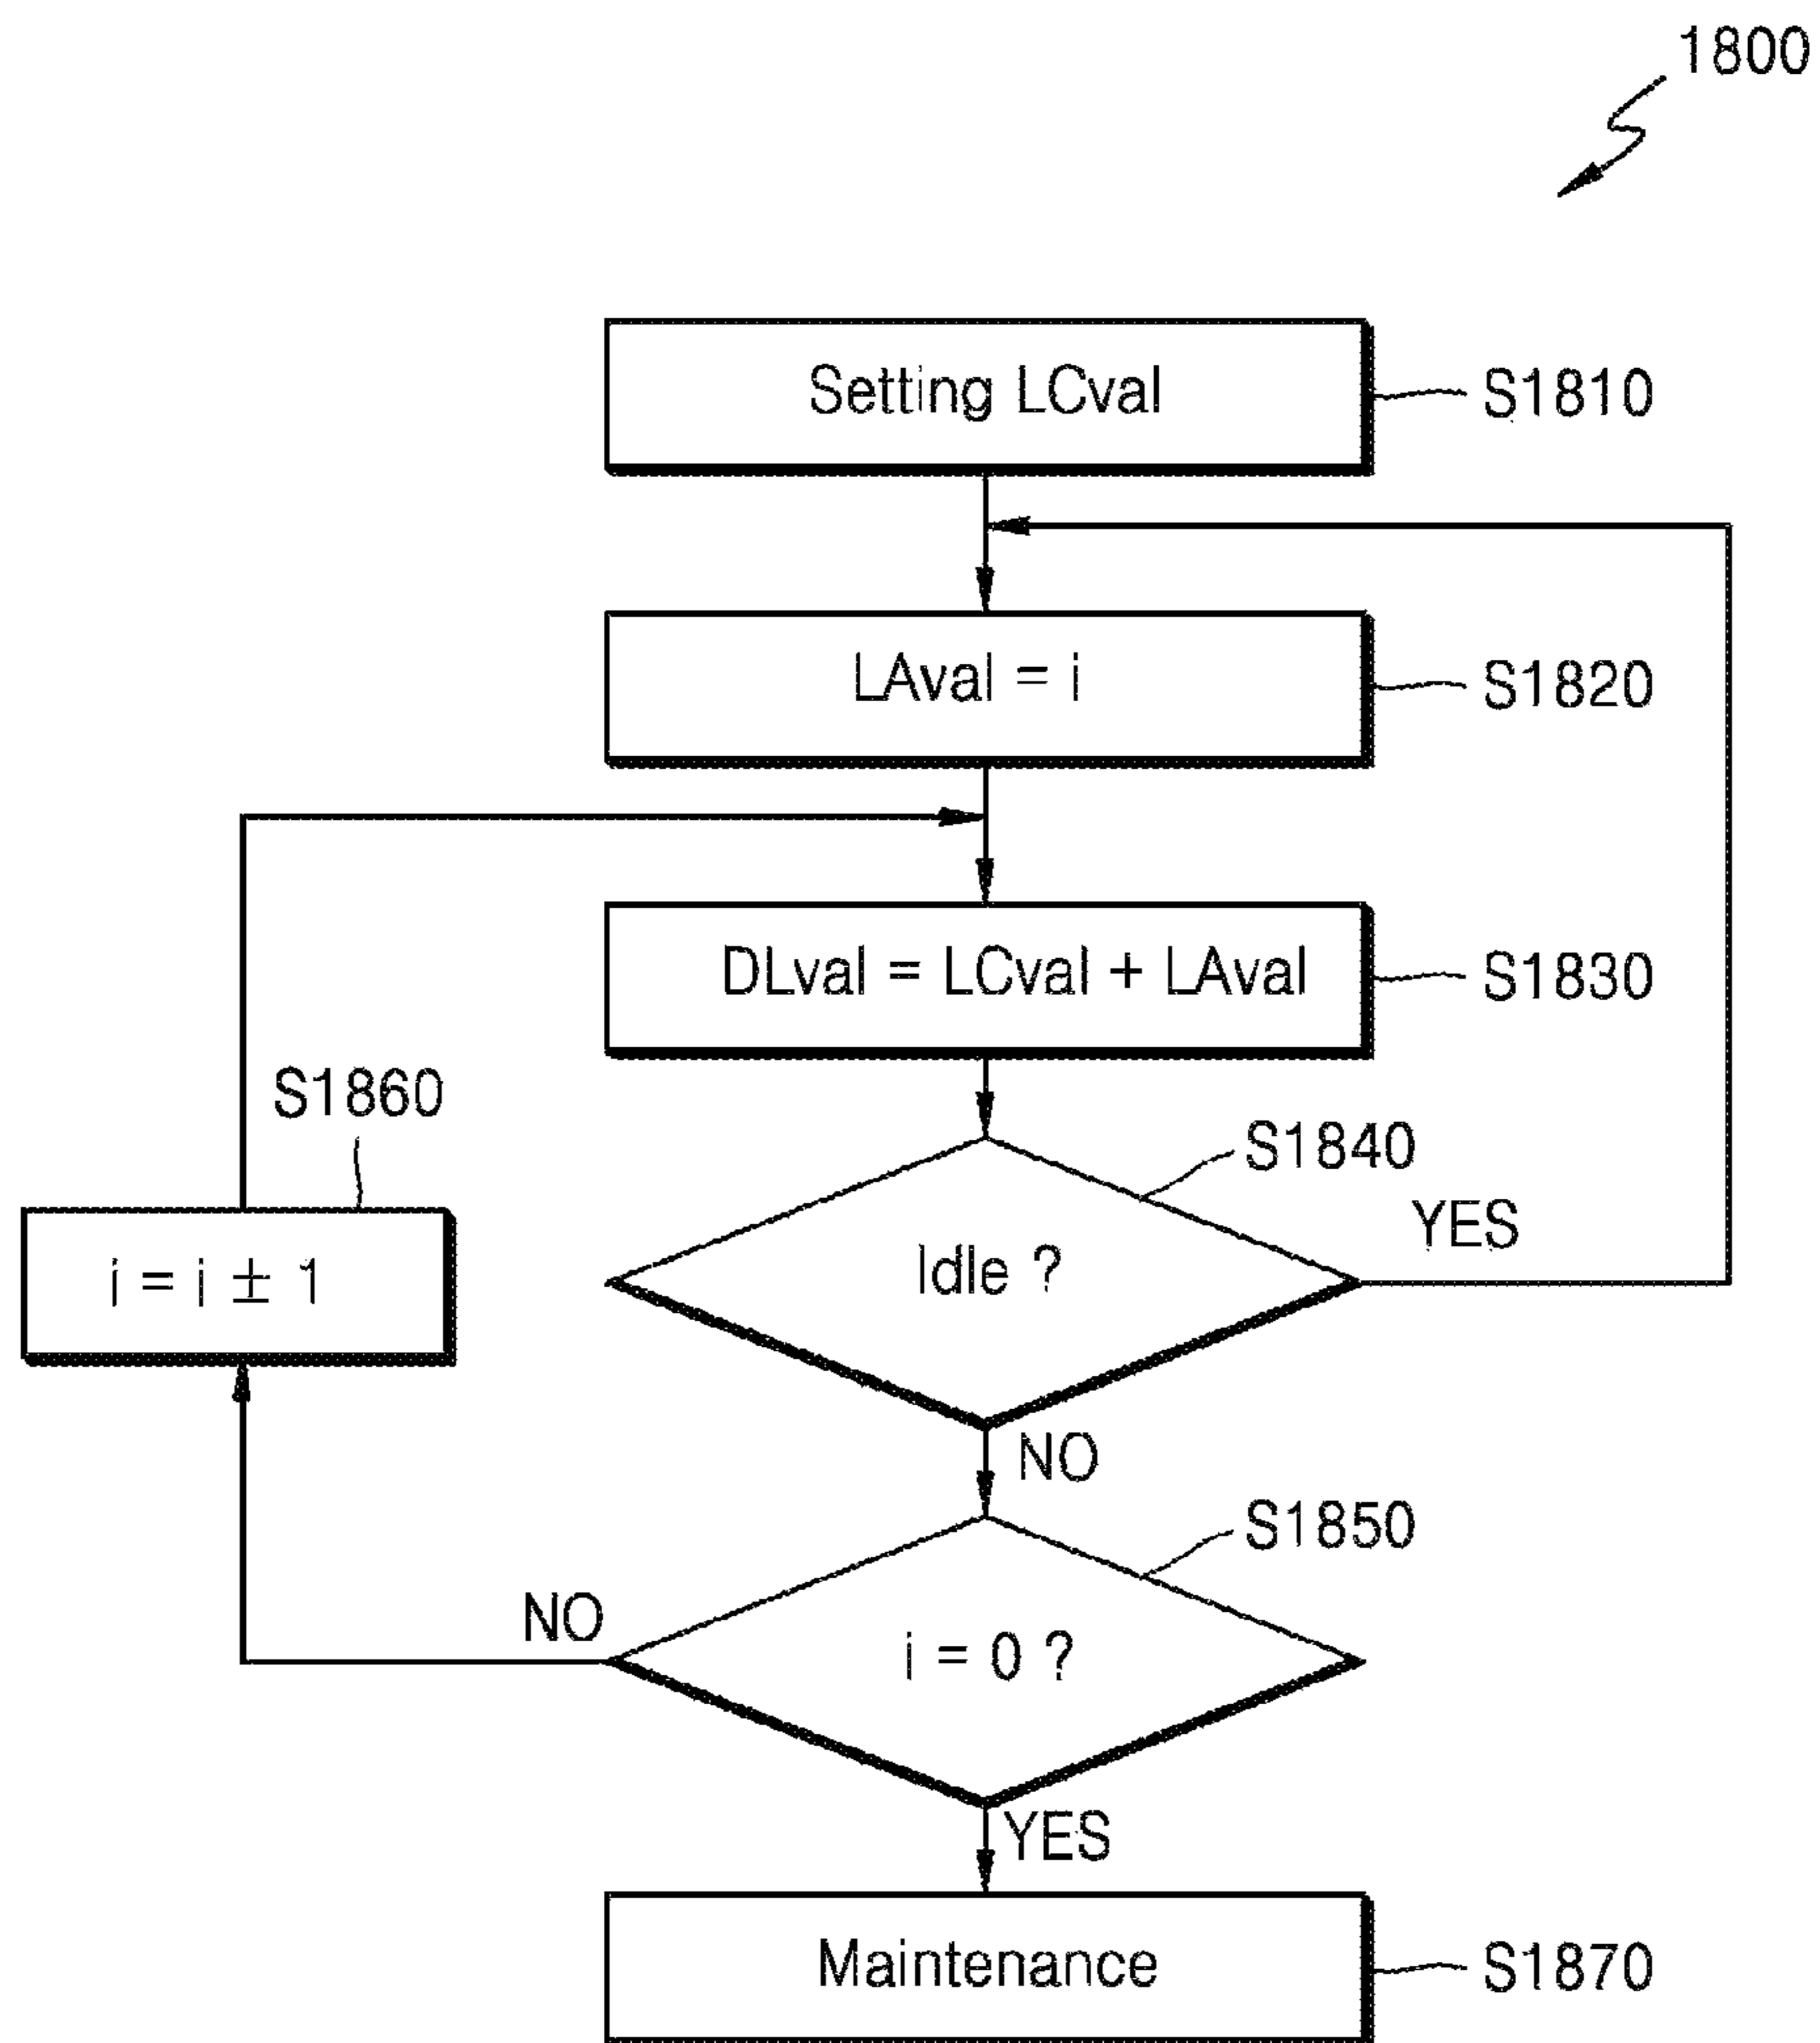 1800
Setting LCval
S1810
LAval = i
S1820
DLval = LCval + LAval
S1830
S1860
S1840
YES
Idle ?
i = i ± 1
NO
S1850
NO
i = 0 ?
YES
Maintenance
S1870